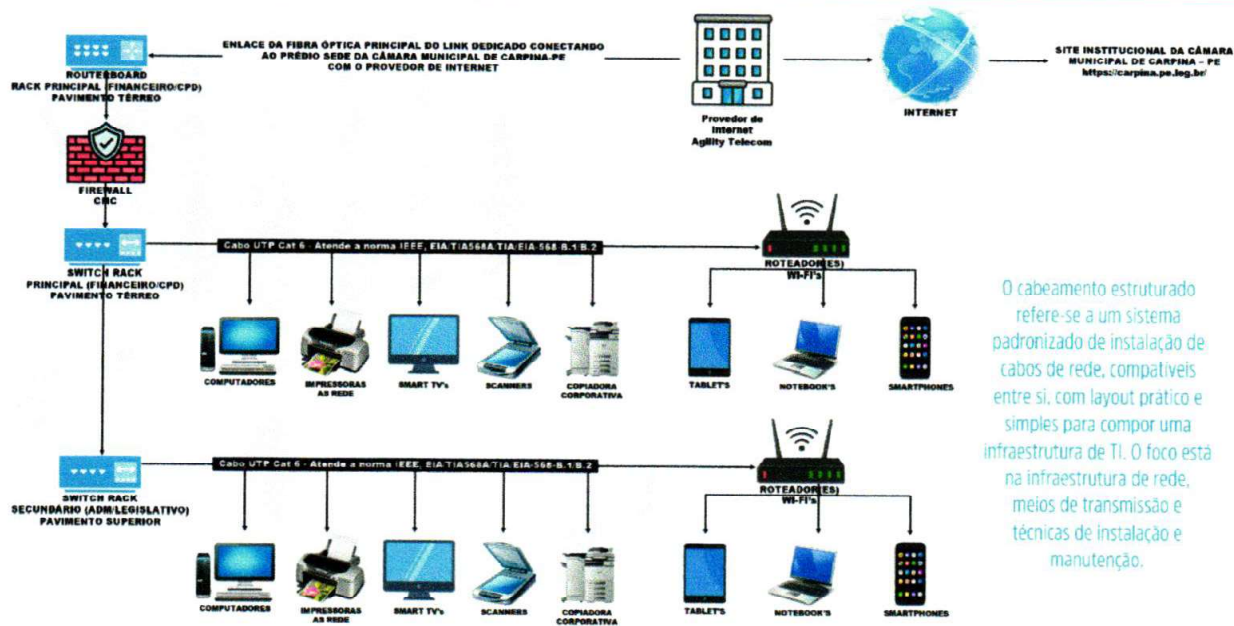 ENLACE DA FIBRA ÓPTICA PRINCIPAL DO LINK DEDICADO CONECTANDO
AO PRÉDIO SEDE DA CÂMARA MUNICIPAL DE CARPINA-PE
COM O PROVEDOR DE INTERNET
SITE INSTITUCIONAL DA CÂMARA
MUNICIPAL DE CARPINA – PE
https://carpina.pe.leg.br/
ROUTERBOARD
RACK PRINCIPAL (FINANCEIRO/CPD)
PAVIMENTO TÉRREO
Provedor de
Internet
Agility Telecom
INTERNET
FIREWALL
CMC
Cabo UTP Cat 6 - Atende a norma IEEE, EIA/TIA568A/TIA/EIA-568-B.1/B.2
SWITCH RACK
PRINCIPAL (FINANCEIRO/CPD)
PAVIMENTO TÉRREO
ROTEADOR(ES)
WI-FI's
COMPUTADORES
IMPRESSORAS
AS REDE
SMART TV's
SCANNERS
COPIADORA
CORPORATIVA
TABLET'S
NOTEBOOK'S
SMARTPHONES
O cabeamento estruturado
refere-se a um sistema
padronizado de instalação de
cabos de rede, compatíveis
entre si, com layout prático e
simples para compor uma
infraestrutura de TI. O foco está
na infraestrutura de rede,
meios de transmissão e
técnicas de instalação e
manutenção.
Cabo UTP Cat 6 - Atende a norma IEEE, EIA/TIA568A/TIA/EIA-568-B.1/B.2
SWITCH RACK
SECUNDÁRIO (ADM/LEGISLATIVO)
PAVIMENTO SUPERIOR
ROTEADOR(ES)
WI-FI's
COMPUTADORES
IMPRESSORAS
AS REDE
SMART TV's
SCANNERS
COPIADORA
CORPORATIVA
TABLET'S
NOTEBOOK'S
SMARTPHONES